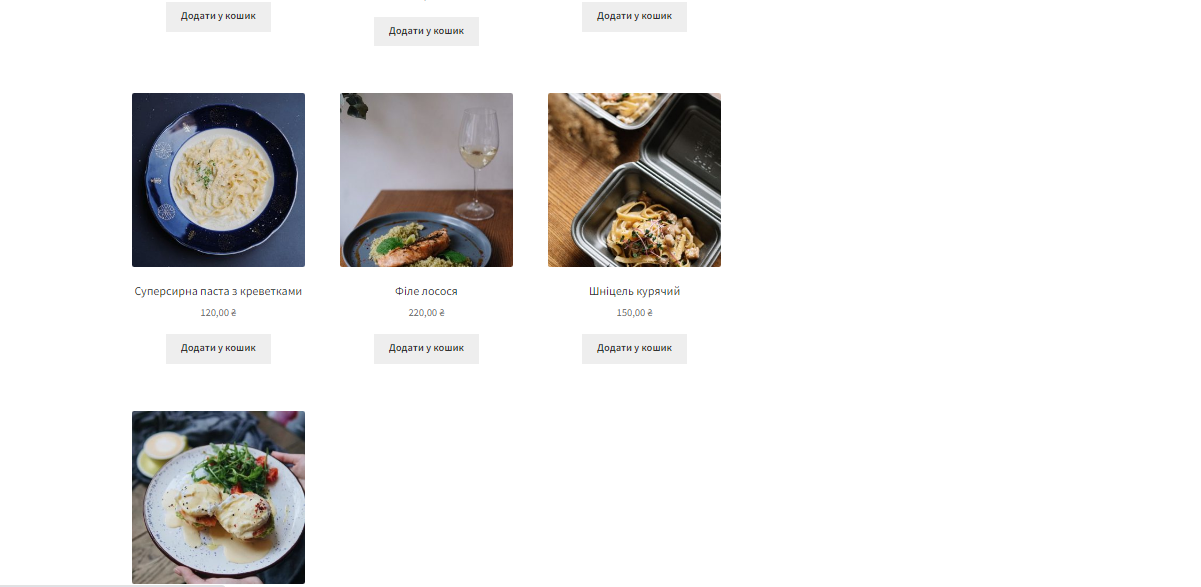 Додати у кошик
Додати у кошик
Додати у кошик
Суперсирна паста з креветками
120,00 ₴
Додати у кошик
Філе лосося
220,00 ₴
Додати у кошик
Шніцель курячий
150,00 ₴
Додати у кошик